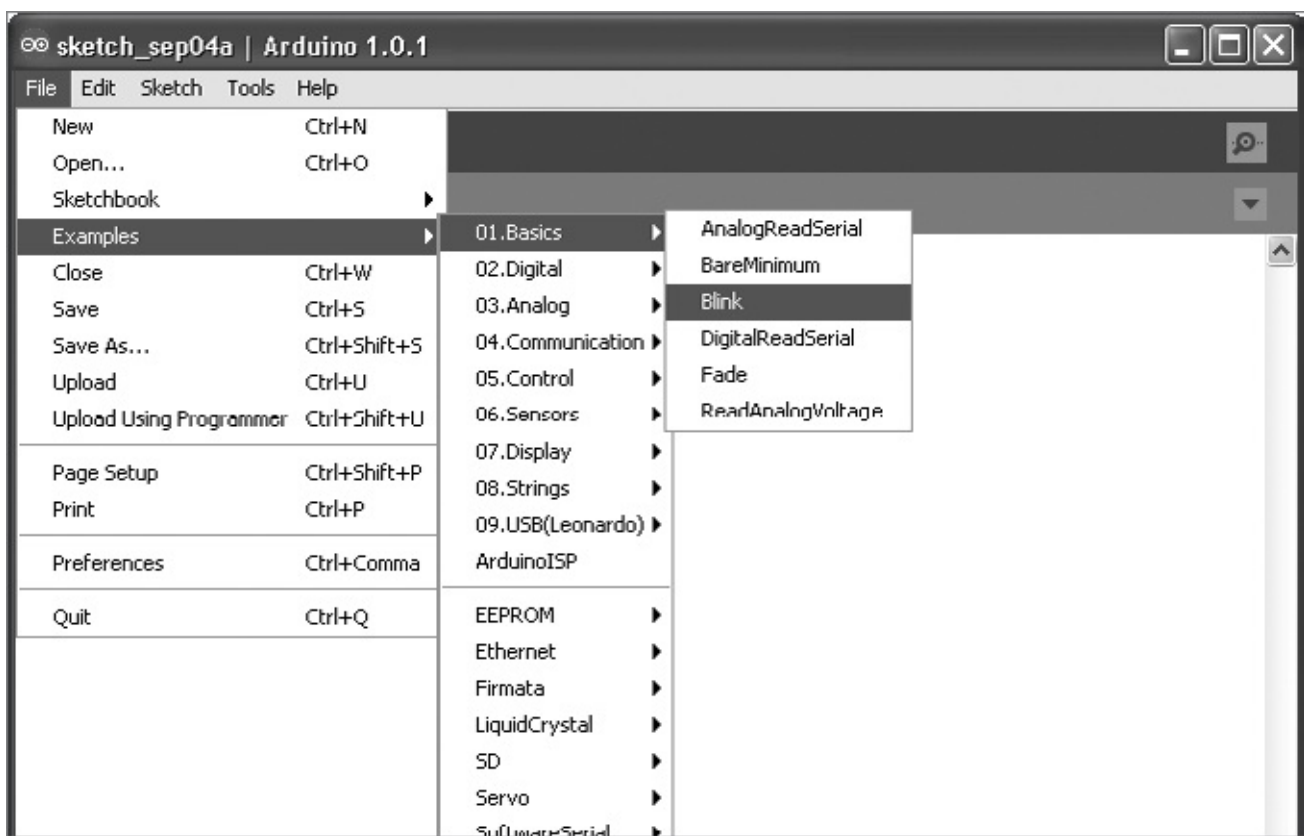 sketch_sep04a | Arduino 1.0.1
File Edit Sketch Tools Help
New Ctrl+N
Open... Ctrl+O
Sketchbook
Examples
Close Ctrl+W
Save Ctrl+S
Save As... Ctrl+Shift+S
Upload Ctrl+U
Upload Using Programmer Ctrl+Shift+U
Page Setup Ctrl+Shift+P
Print Ctrl+P
Preferences Ctrl+Comma
Quit Ctrl+Q
01.Basics
02.Digital
03.Analog
04.Communication
05.Control
06.Sensors
07.Display
08.Strings
09.USB(Leonardo)
ArduinoISP
EEPROM
Ethernet
Firmata
LiquidCrystal
SD
Servo
SoftwareSerial
AnalogReadSerial
BareMinimum
Blink
DigitalReadSerial
Fade
ReadAnalogVoltage